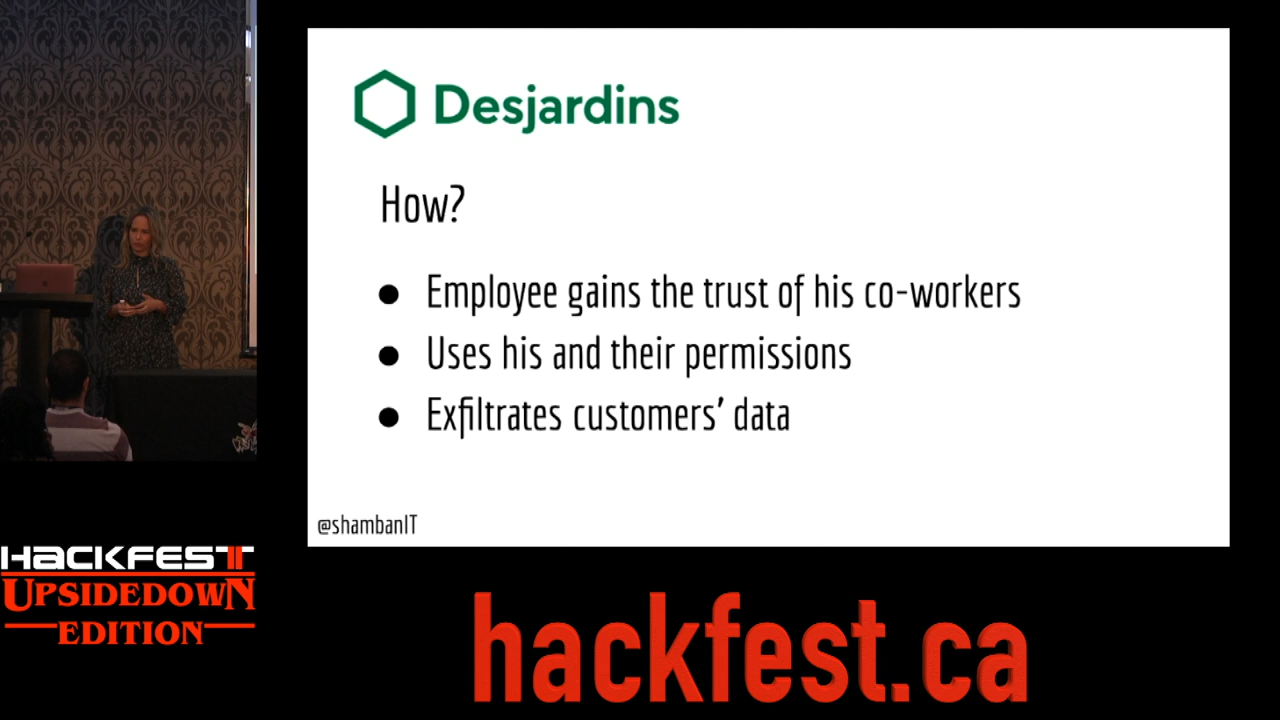 Desjardins
How?
● Employee gains the trust of his co-workers
● Uses his and their permissions
● Exfiltrates customers’ data
@shambanIT
HACKFEST
UPSIDEDOWN
EDITION
hackfest.ca